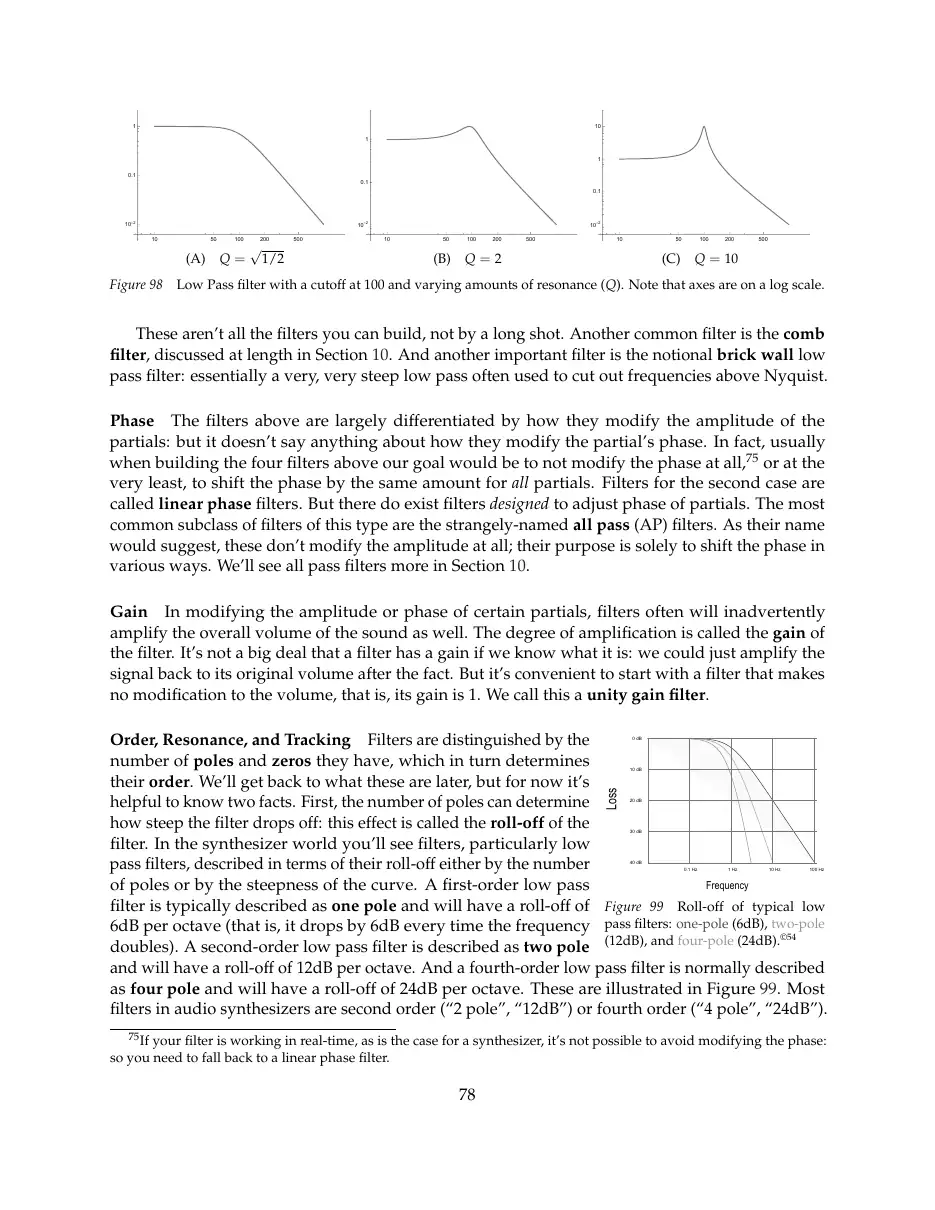 1
0.1
10-2
10 50 100 200 500
1
0.1
10-2
10 50 100 200 500
10
1
0.1
10-2
10 50 100 200 500
(A) Q = √1/2
(B) Q = 2
(C) Q = 10
Figure 98 Low Pass filter with a cutoff at 100 and varying amounts of resonance (Q). Note that axes are on a log scale.
These aren’t all the filters you can build, not by a long shot. Another common filter is the comb
filter, discussed at length in Section 10. And another important filter is the notional brick wall low
pass filter: essentially a very, very steep low pass often used to cut out frequencies above Nyquist.
Phase The filters above are largely differentiated by how they modify the amplitude of the
partials: but it doesn’t say anything about how they modify the partial’s phase. In fact, usually
when building the four filters above our goal would be to not modify the phase at all,75 or at the
very least, to shift the phase by the same amount for all partials. Filters for the second case are
called linear phase filters. But there do exist filters designed to adjust phase of partials. The most
common subclass of filters of this type are the strangely-named all pass (AP) filters. As their name
would suggest, these don’t modify the amplitude at all; their purpose is solely to shift the phase in
various ways. We’ll see all pass filters more in Section 10.
Gain In modifying the amplitude or phase of certain partials, filters often will inadvertently
amplify the overall volume of the sound as well. The degree of amplification is called the gain of
the filter. It’s not a big deal that a filter has a gain if we know what it is: we could just amplify the
signal back to its original volume after the fact. But it’s convenient to start with a filter that makes
no modification to the volume, that is, its gain is 1. We call this a unity gain filter.
Order, Resonance, and Tracking Filters are distinguished by the
number of poles and zeros they have, which in turn determines
their order. We’ll get back to what these are later, but for now it’s
helpful to know two facts. First, the number of poles can determine
how steep the filter drops off: this effect is called the roll-off of the
filter. In the synthesizer world you’ll see filters, particularly low
pass filters, described in terms of their roll-off either by the number
of poles or by the steepness of the curve. A first-order low pass
filter is typically described as one pole and will have a roll-off of
6dB per octave (that is, it drops by 6dB every time the frequency
doubles). A second-order low pass filter is described as two pole
and will have a roll-off of 12dB per octave. And a fourth-order low pass filter is normally described
as four pole and will have a roll-off of 24dB per octave. These are illustrated in Figure 99. Most
filters in audio synthesizers are second order (“2 pole”, “12dB”) or fourth order (“4 pole”, “24dB”).
0 dB
10 dB
20 dB
30 dB
40 dB
Loss
0.1 Hz 1 Hz 10 Hz 100 Hz
Frequency
Figure 99 Roll-off of typical low
pass filters: one-pole (6dB), two-pole
(12dB), and four-pole (24dB).©54
75If your filter is working in real-time, as is the case for a synthesizer, it’s not possible to avoid modifying the phase:
so you need to fall back to a linear phase filter.
78